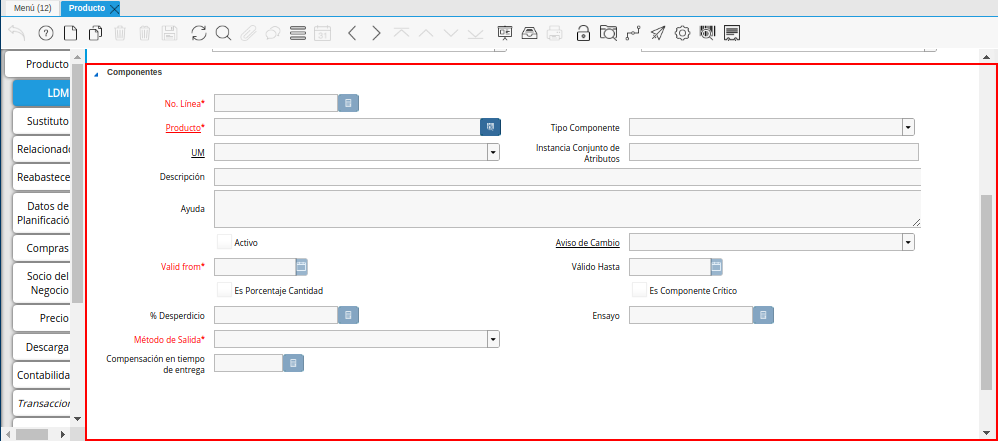 Menú (12)
Producto
Producto
LDM
Sustituto
Relacionado
Reabastece
Datos de
Planificació
Compras
Socio del
Negocio
Precio
Descarga
Contabilida
Transaccion
Componentes
No. Línea*
Producto*
Tipo Componente
UM
Instancia Conjunto de
Atributos
Descripción
Ayuda
Activo
Aviso de Cambio
Valid from*
Válido Hasta
Es Porcentaje Cantidad
Es Componente Crítico
% Desperdicio
Ensayo
Método de Salida*
Compensación en tiempo
de entrega